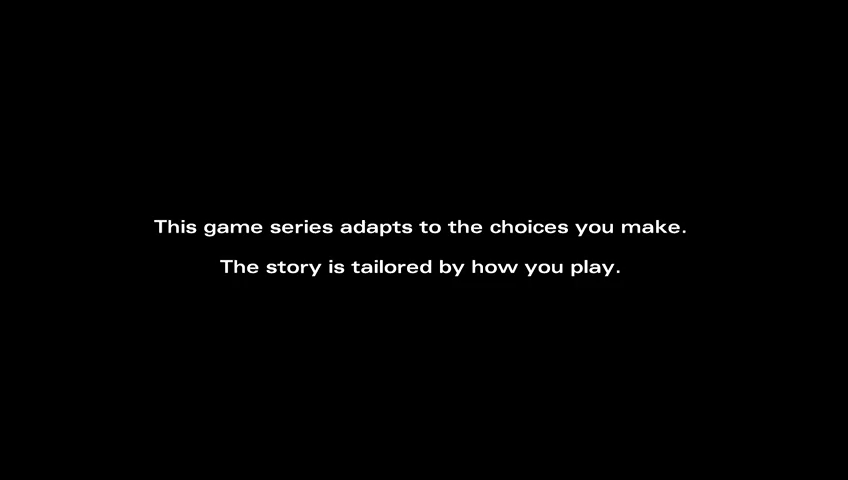 This game series adapts to the choices you make.
The story is tailored by how you play.